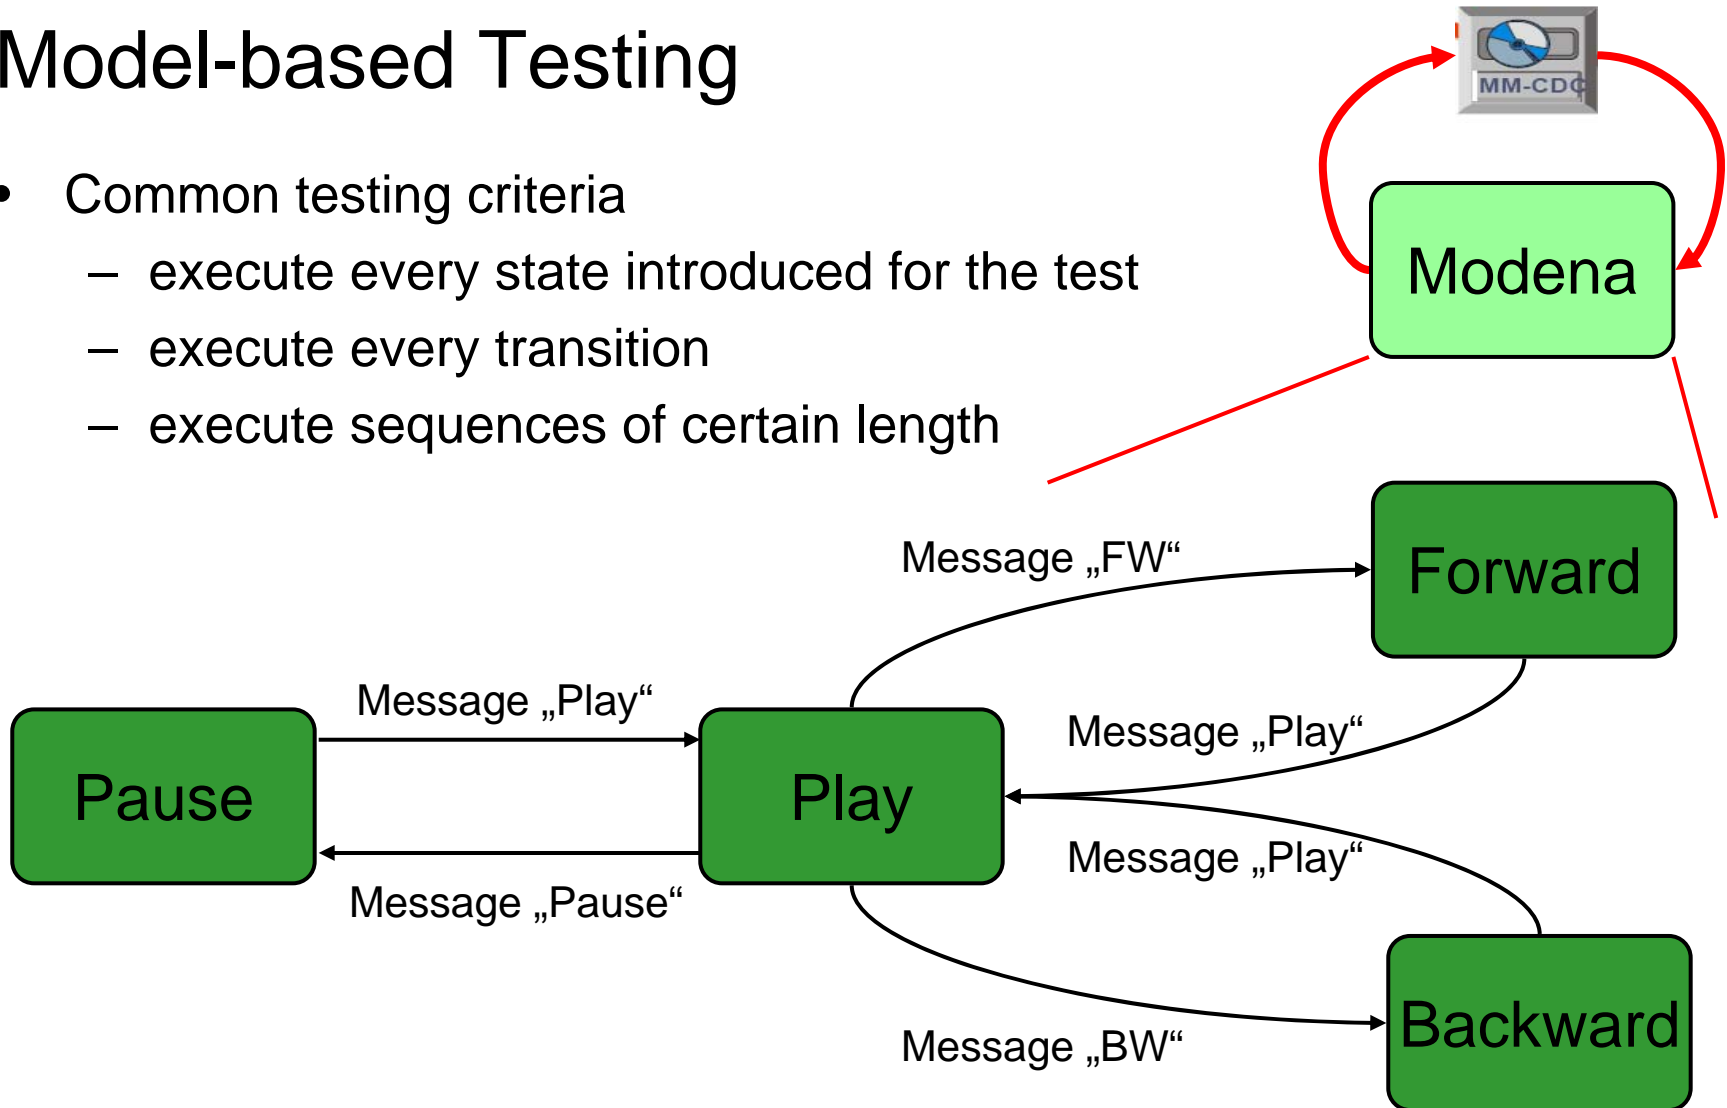 Model-based Testing
MM-CDC
• Common testing criteria
– execute every state introduced for the test
– execute every transition
– execute sequences of certain length
Modena
Message „FW“
Forward
Message „Play“
Message „Play“
Pause
Play
Message „Play“
Message „Pause“
Message „BW“
Backward